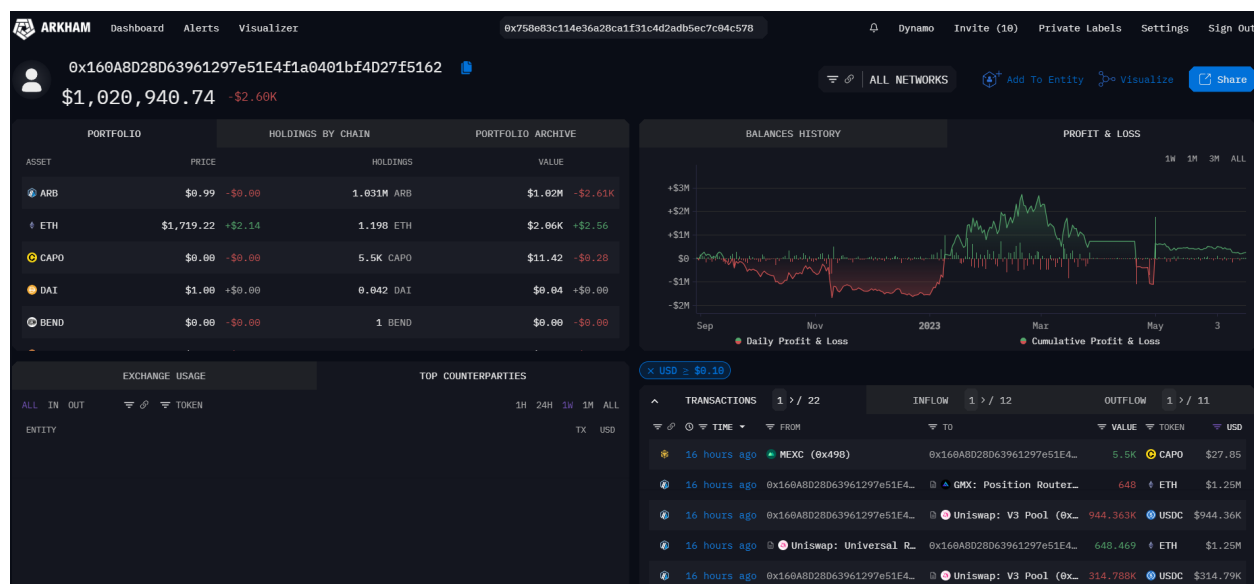 ARKHAM Dashboard Alerts Visualizer 0x758e83c114e36a28ca1f31c4d2adb5ec7c04c578 Dynamo Invite (10) Private Labels Settings Sign Out
0x160A8D28D63961297e51E4f1a0401bf4D27f5162
$1,020,940.74 -$2.60K
ALL NETWORKS Add To Entity Visualize Share
PORTFOLIO HOLDINGS BY CHAIN PORTFOLIO ARCHIVE
ASSET PRICE HOLDINGS VALUE
ARB $0.99 -$0.00 1.031M ARB $1.02M -$2.61K
ETH $1,719.22 +$2.14 1.198 ETH $2.06K +$2.56
CAPO $0.00 -$0.00 5.5K CAPO $11.42 -$0.28
DAI $1.00 +$0.00 0.042 DAI $0.04 +$0.00
BEND $0.00 -$0.00 1 BEND $0.00 -$0.00
BALANCES HISTORY PROFIT & LOSS
1W 1M 3M ALL
+$3M
+$2M
+$1M
$0
-$1M
-$2M
Sep Nov 2023 Mar May 3
Daily Profit & Loss Cumulative Profit & Loss
EXCHANGE USAGE TOP COUNTERPARTIES
ALL IN OUT TOKEN 1H 24H 1W 1M ALL
ENTITY TX USD
× USD ≥ $0.10
TRANSACTIONS 1 > / 22 INFLOW 1 > / 12 OUTFLOW 1 > / 11
TIME FROM TO VALUE TOKEN USD
16 hours ago MEXC (0x498) 0x160A8D28D63961297e51E4… 5.5K CAPO $27.85
16 hours ago 0x160A8D28D63961297e51E4… GMX: Position Router… 648 ETH $1.25M
16 hours ago 0x160A8D28D63961297e51E4… Uniswap: V3 Pool (0x… 944.363K USDC $944.36K
16 hours ago Uniswap: Universal R… 0x160A8D28D63961297e51E4… 648.469 ETH $1.25M
16 hours ago 0x160A8D28D63961297e51E4… Uniswap: V3 Pool (0x… 314.788K USDC $314.79K